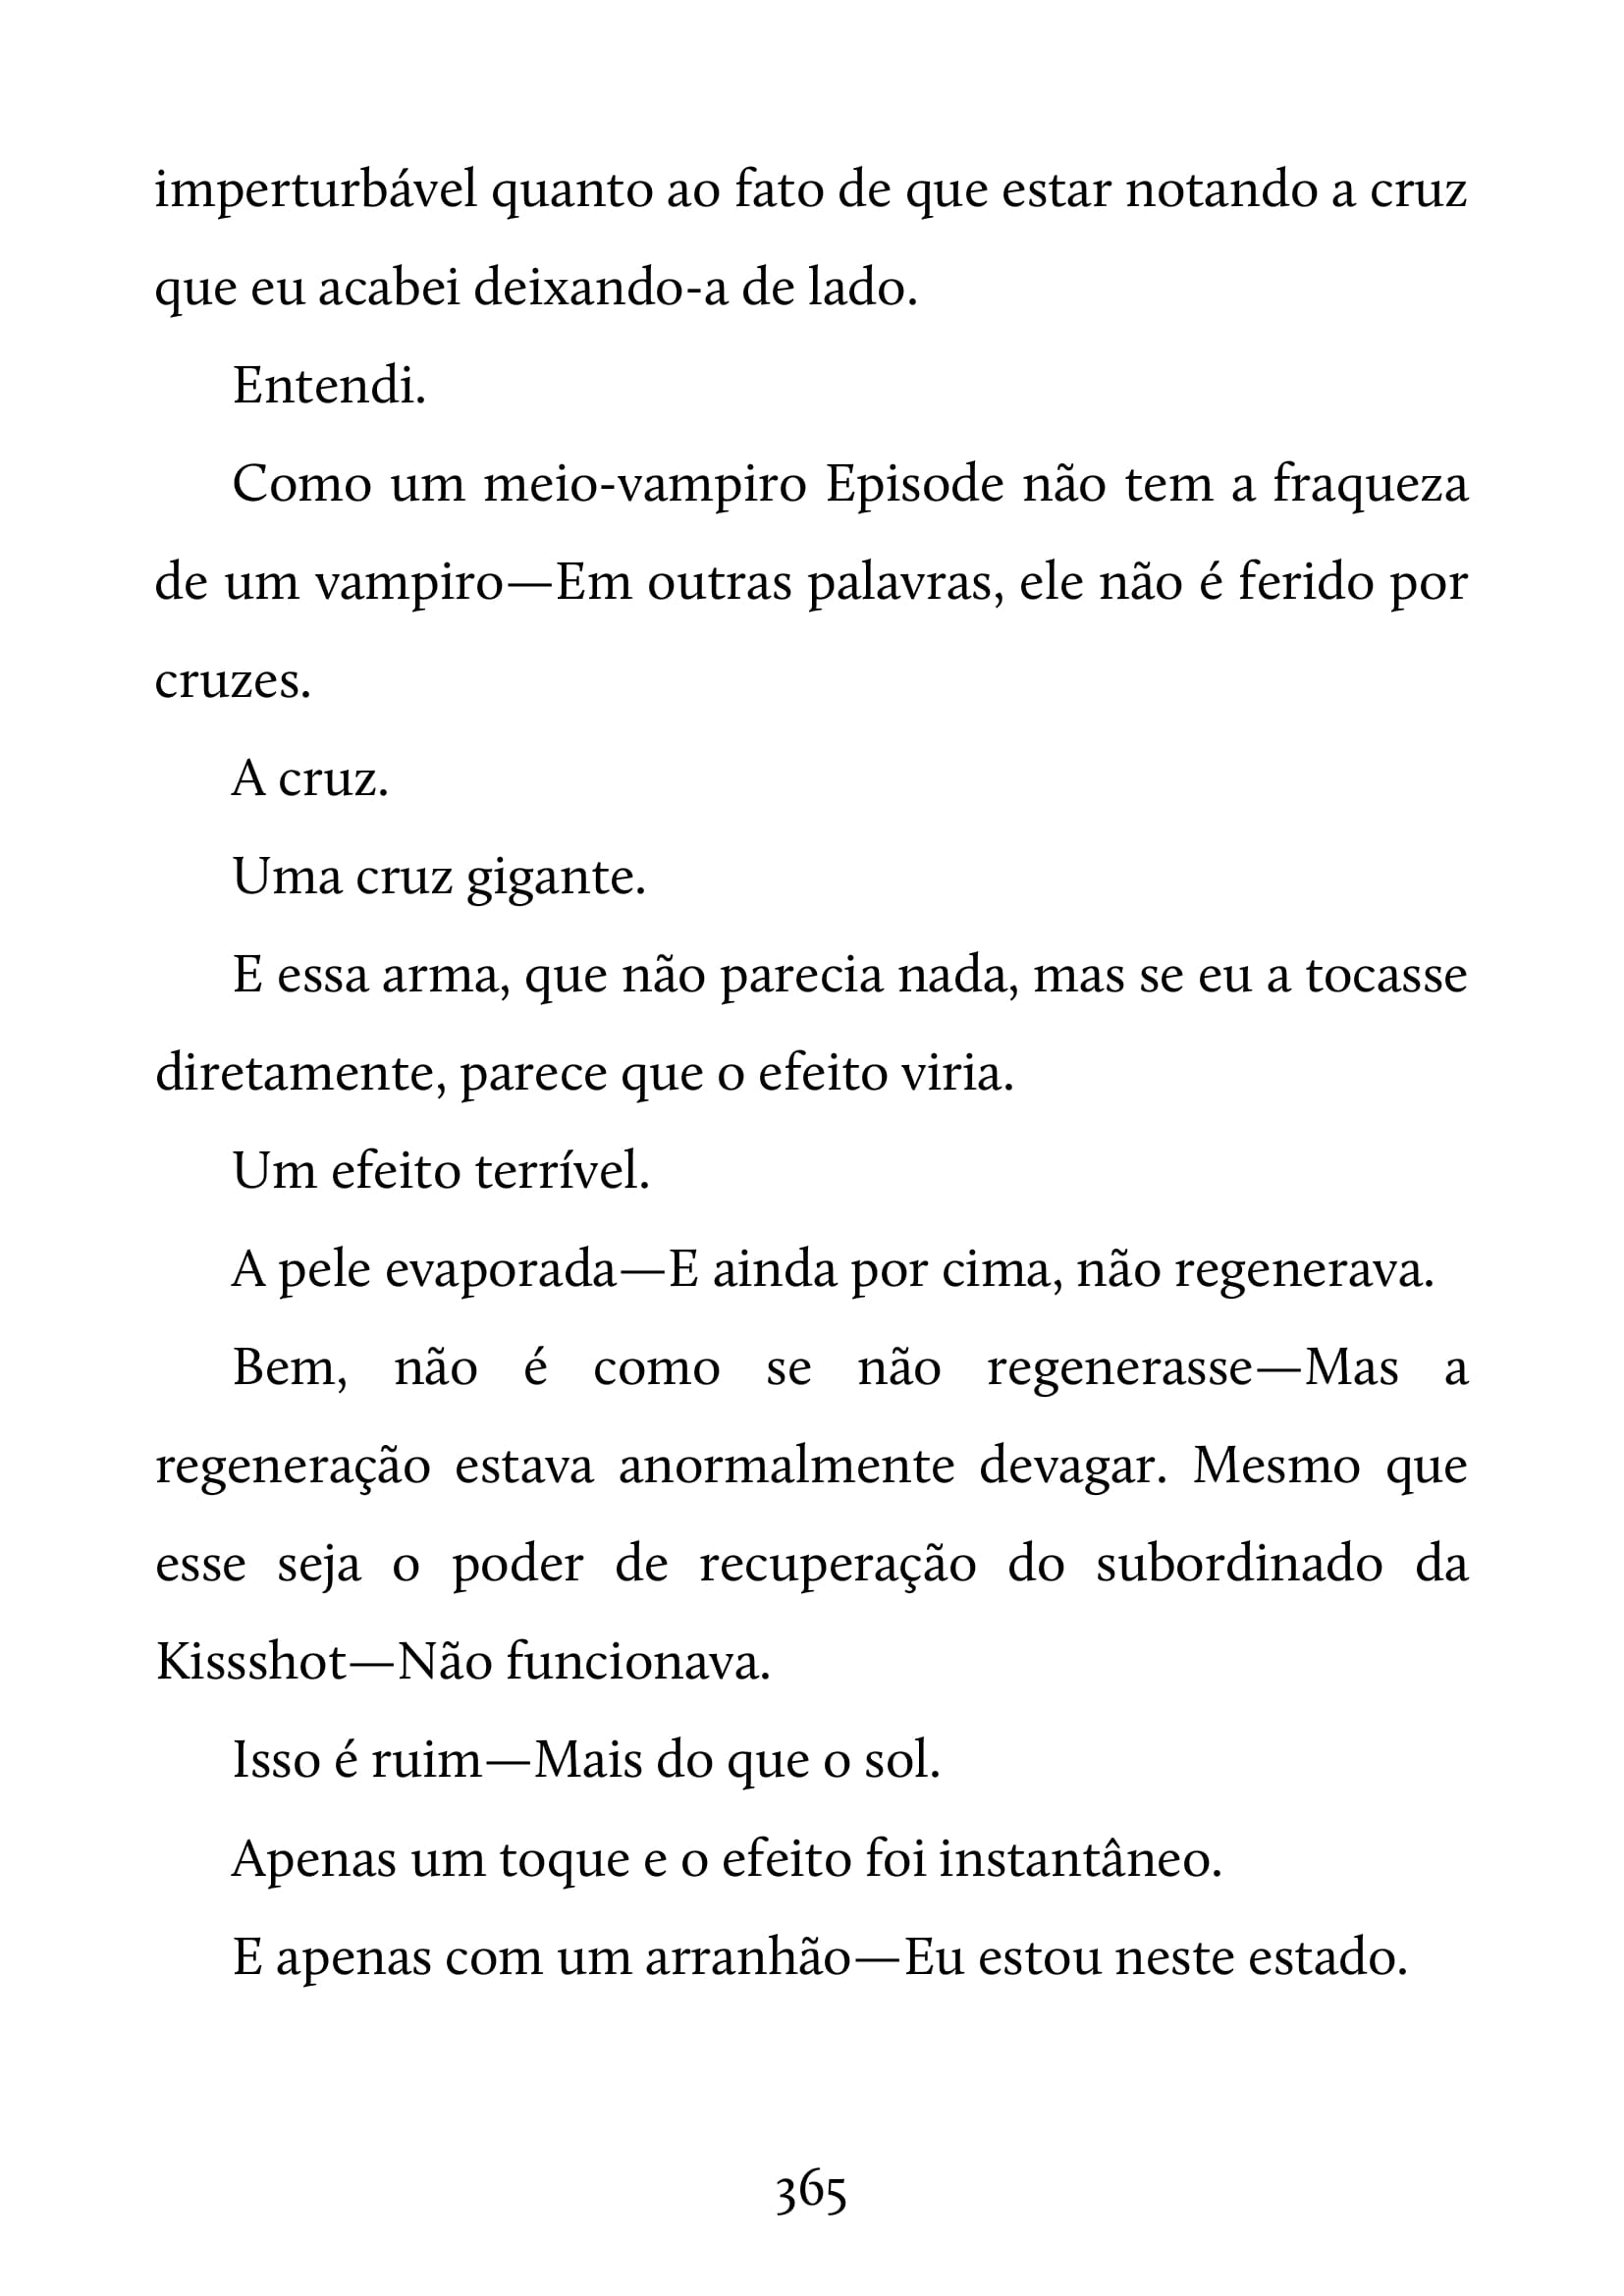 imperturbável quanto ao fato de que estar notando a cruz
que eu acabei deixando-a de lado.
Entendi.
Como um meio-vampiro Episode não tem a fraqueza
de um vampiro—Em outras palavras, ele não é ferido por
cruzes.
A cruz.
Uma cruz gigante.
E essa arma, que não parecia nada, mas se eu a tocasse
diretamente, parece que o efeito viria.
Um efeito terrível.
A pele evaporada—E ainda por cima, não regenerava.
Bem, não é como se não regenerasse—Mas a
regeneração estava anormalmente devagar. Mesmo que
esse seja o poder de recuperação do subordinado da
Kissshot—Não funcionava.
Isso é ruim—Mais do que o sol.
Apenas um toque e o efeito foi instantâneo.
E apenas com um arranhão—Eu estou neste estado.
365